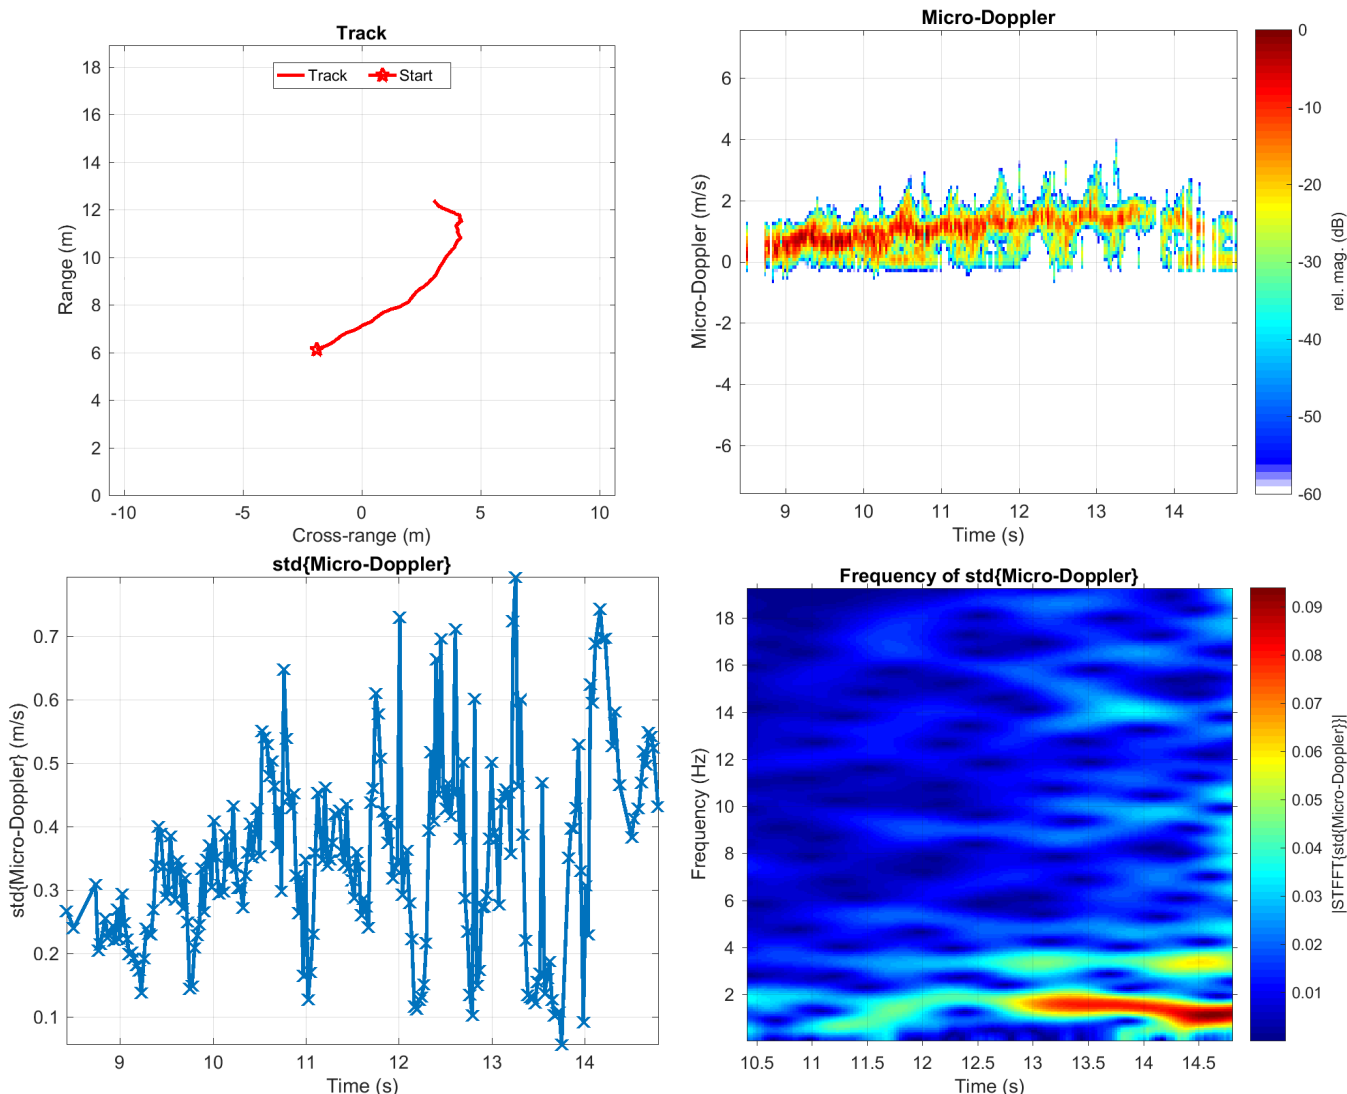 Track
Track Start
18
16
14
12
10
8
6
4
2
0
Range (m)
-10 -5 0 5 10
Cross-range (m)
Micro-Doppler
6
4
2
0
-2
-4
-6
Micro-Doppler (m/s)
9 10 11 12 13 14
Time (s)
0
-10
-20
-30
-40
-50
-60
rel. mag. (dB)
std{Micro-Doppler}
0.7
0.6
0.5
0.4
0.3
0.2
0.1
std{Micro-Doppler} (m/s)
9 10 11 12 13 14
Time (s)
Frequency of std{Micro-Doppler}
18
16
14
12
10
8
6
4
2
Frequency (Hz)
10.5 11 11.5 12 12.5 13 13.5 14 14.5
Time (s)
0.09
0.08
0.07
0.06
0.05
0.04
0.03
0.02
0.01
|STFFT{std{Micro-Doppler}}|